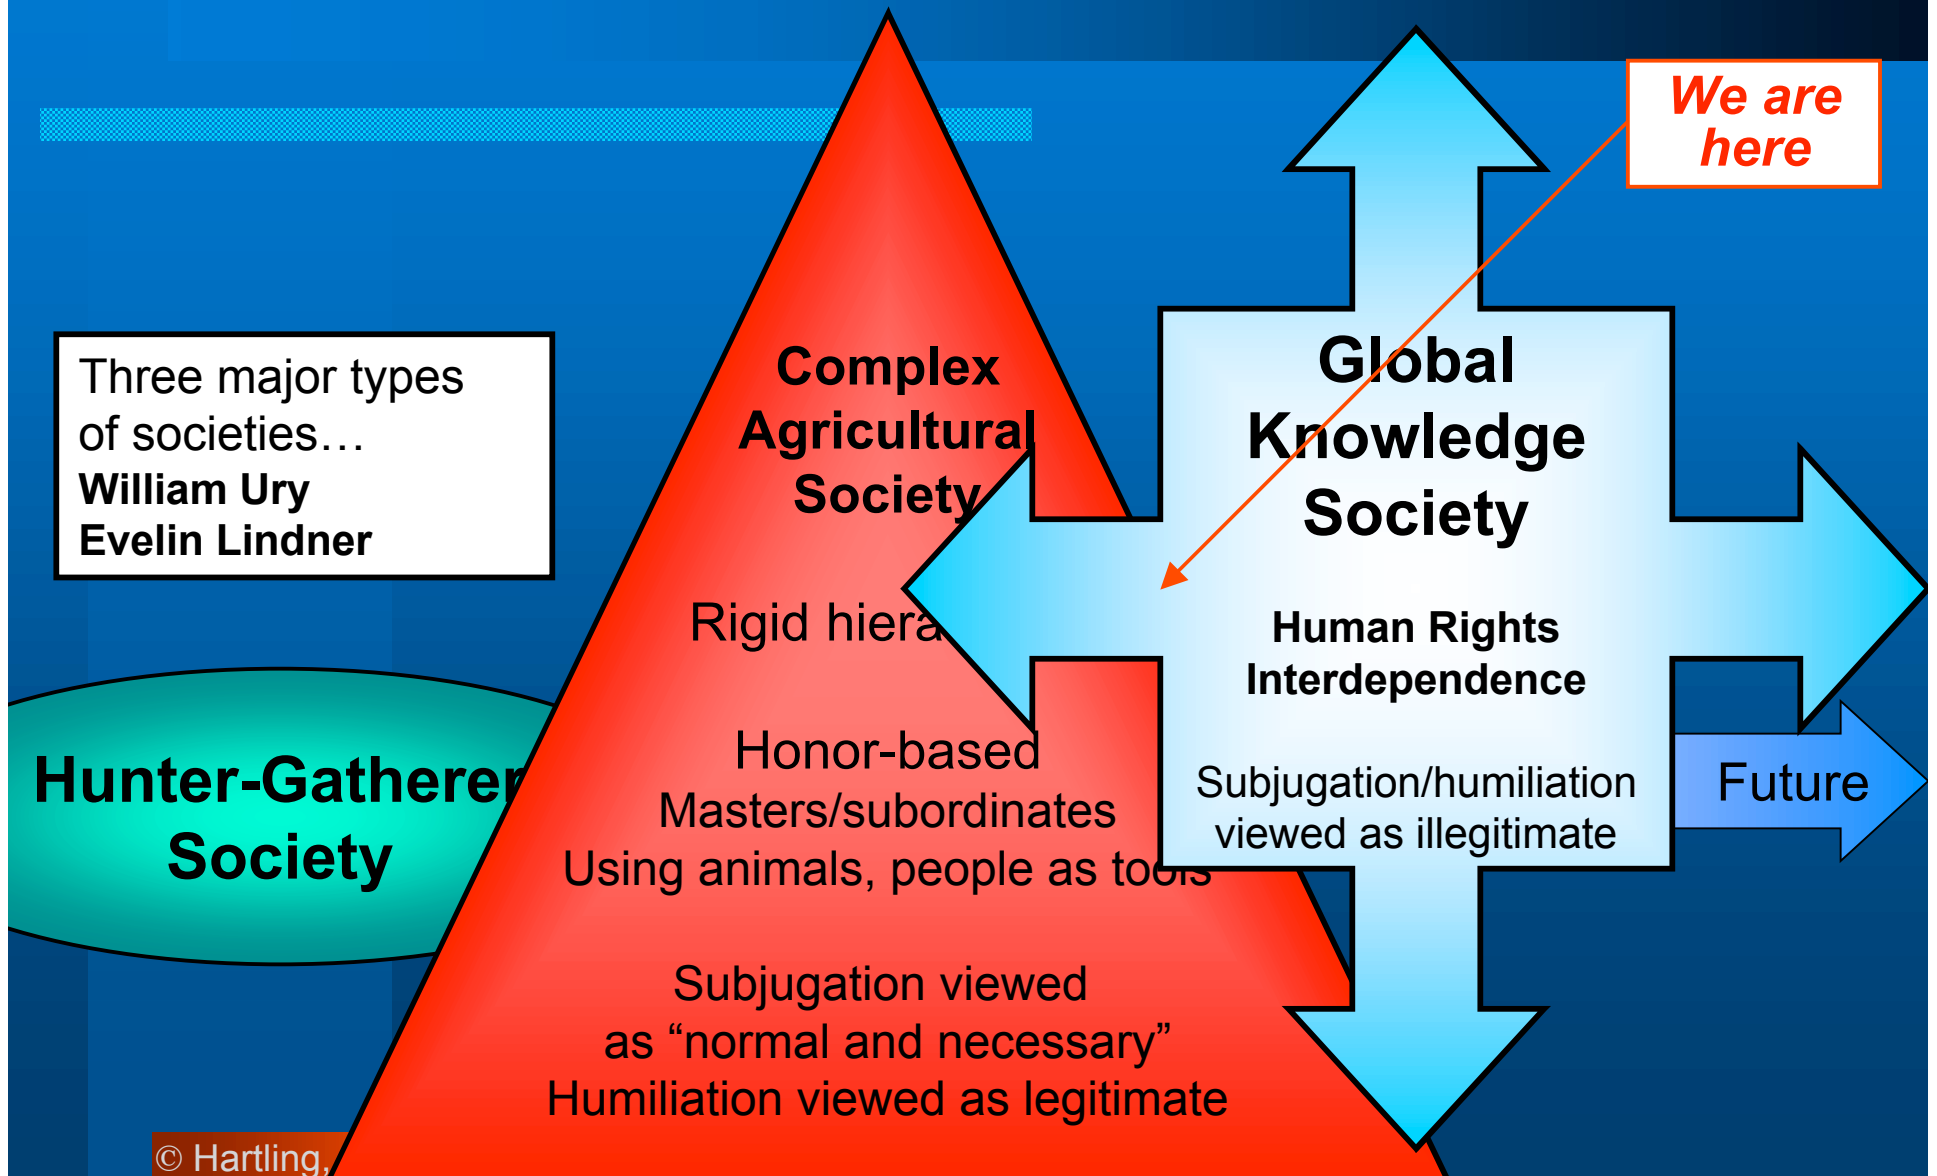 We are
here
Three major types
of societies…
William Ury
Evelin Lindner
Complex
Agricultural
Society
Rigid hiera
Honor-based
Masters/subordinates
Using animals, people as tools
Subjugation viewed
as “normal and necessary”
Humiliation viewed as legitimate
Global
Knowledge
Society
Human Rights
Interdependence
Subjugation/humiliation
viewed as illegitimate
Future
Hunter-Gatherer
Society
© Hartling,